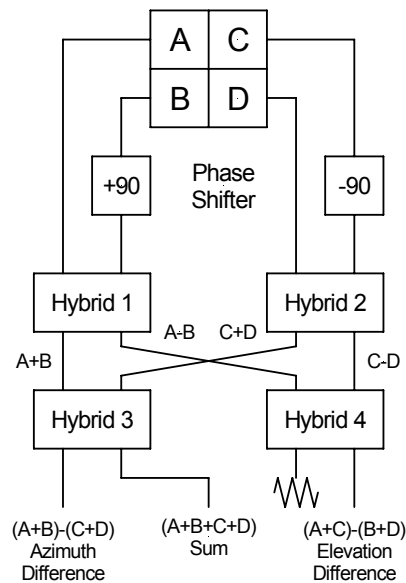 A C
B D
+90
Phase
Shifter
-90
Hybrid 1
Hybrid 2
A-B
C+D
A+B
C-D
Hybrid 3
Hybrid 4
(A+B)-(C+D)
Azimuth
Difference
(A+B+C+D)
Sum
(A+C)-(B+D)
Elevation
Difference